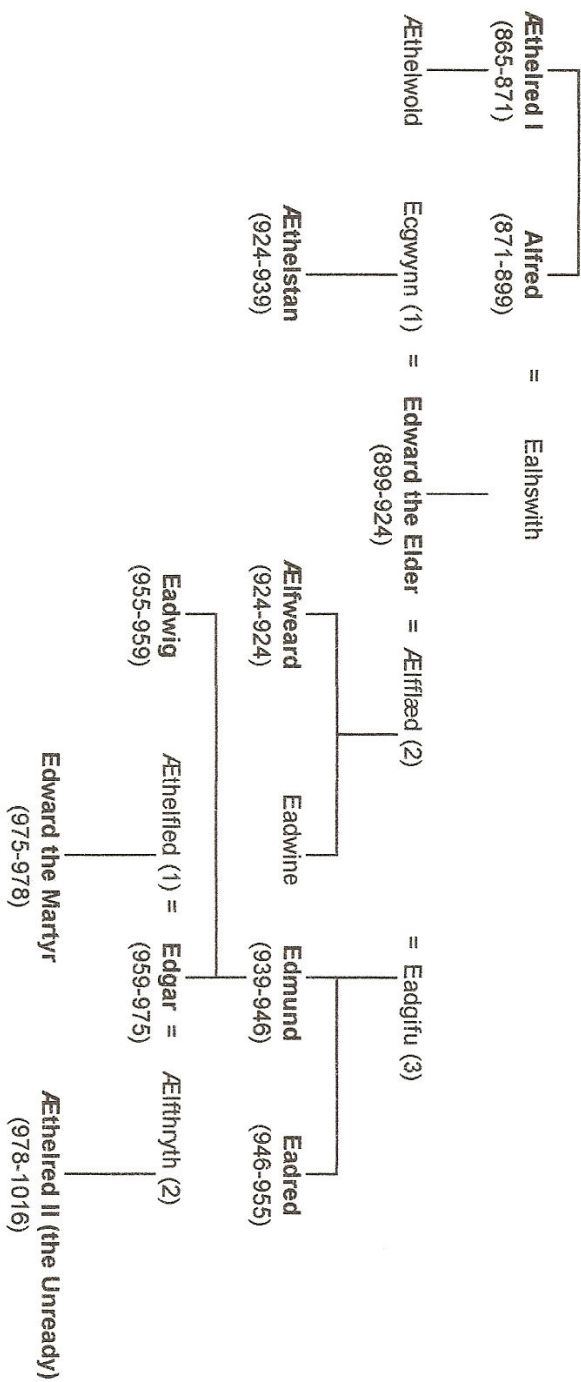 Æthelred I
(865-871)
Alfred
(871-899)
=
Ealhswith
Æthelwold
Ecgwynn (1)
=
Edward the Elder
(899-924)
=
Ælfflæd (2)
= Eadgifu (3)
Æthelstan
(924-939)
Ælfweard
(924-924)
Eadwine
Edmund
(939-946)
Eadred
(946-955)
Eadwig
(955-959)
Æthelfled (1) =
Edgar
(959-975)
=
Ælfthryth (2)
Edward the Martyr
(975-978)
Æthelred II (the Unready)
(978-1016)